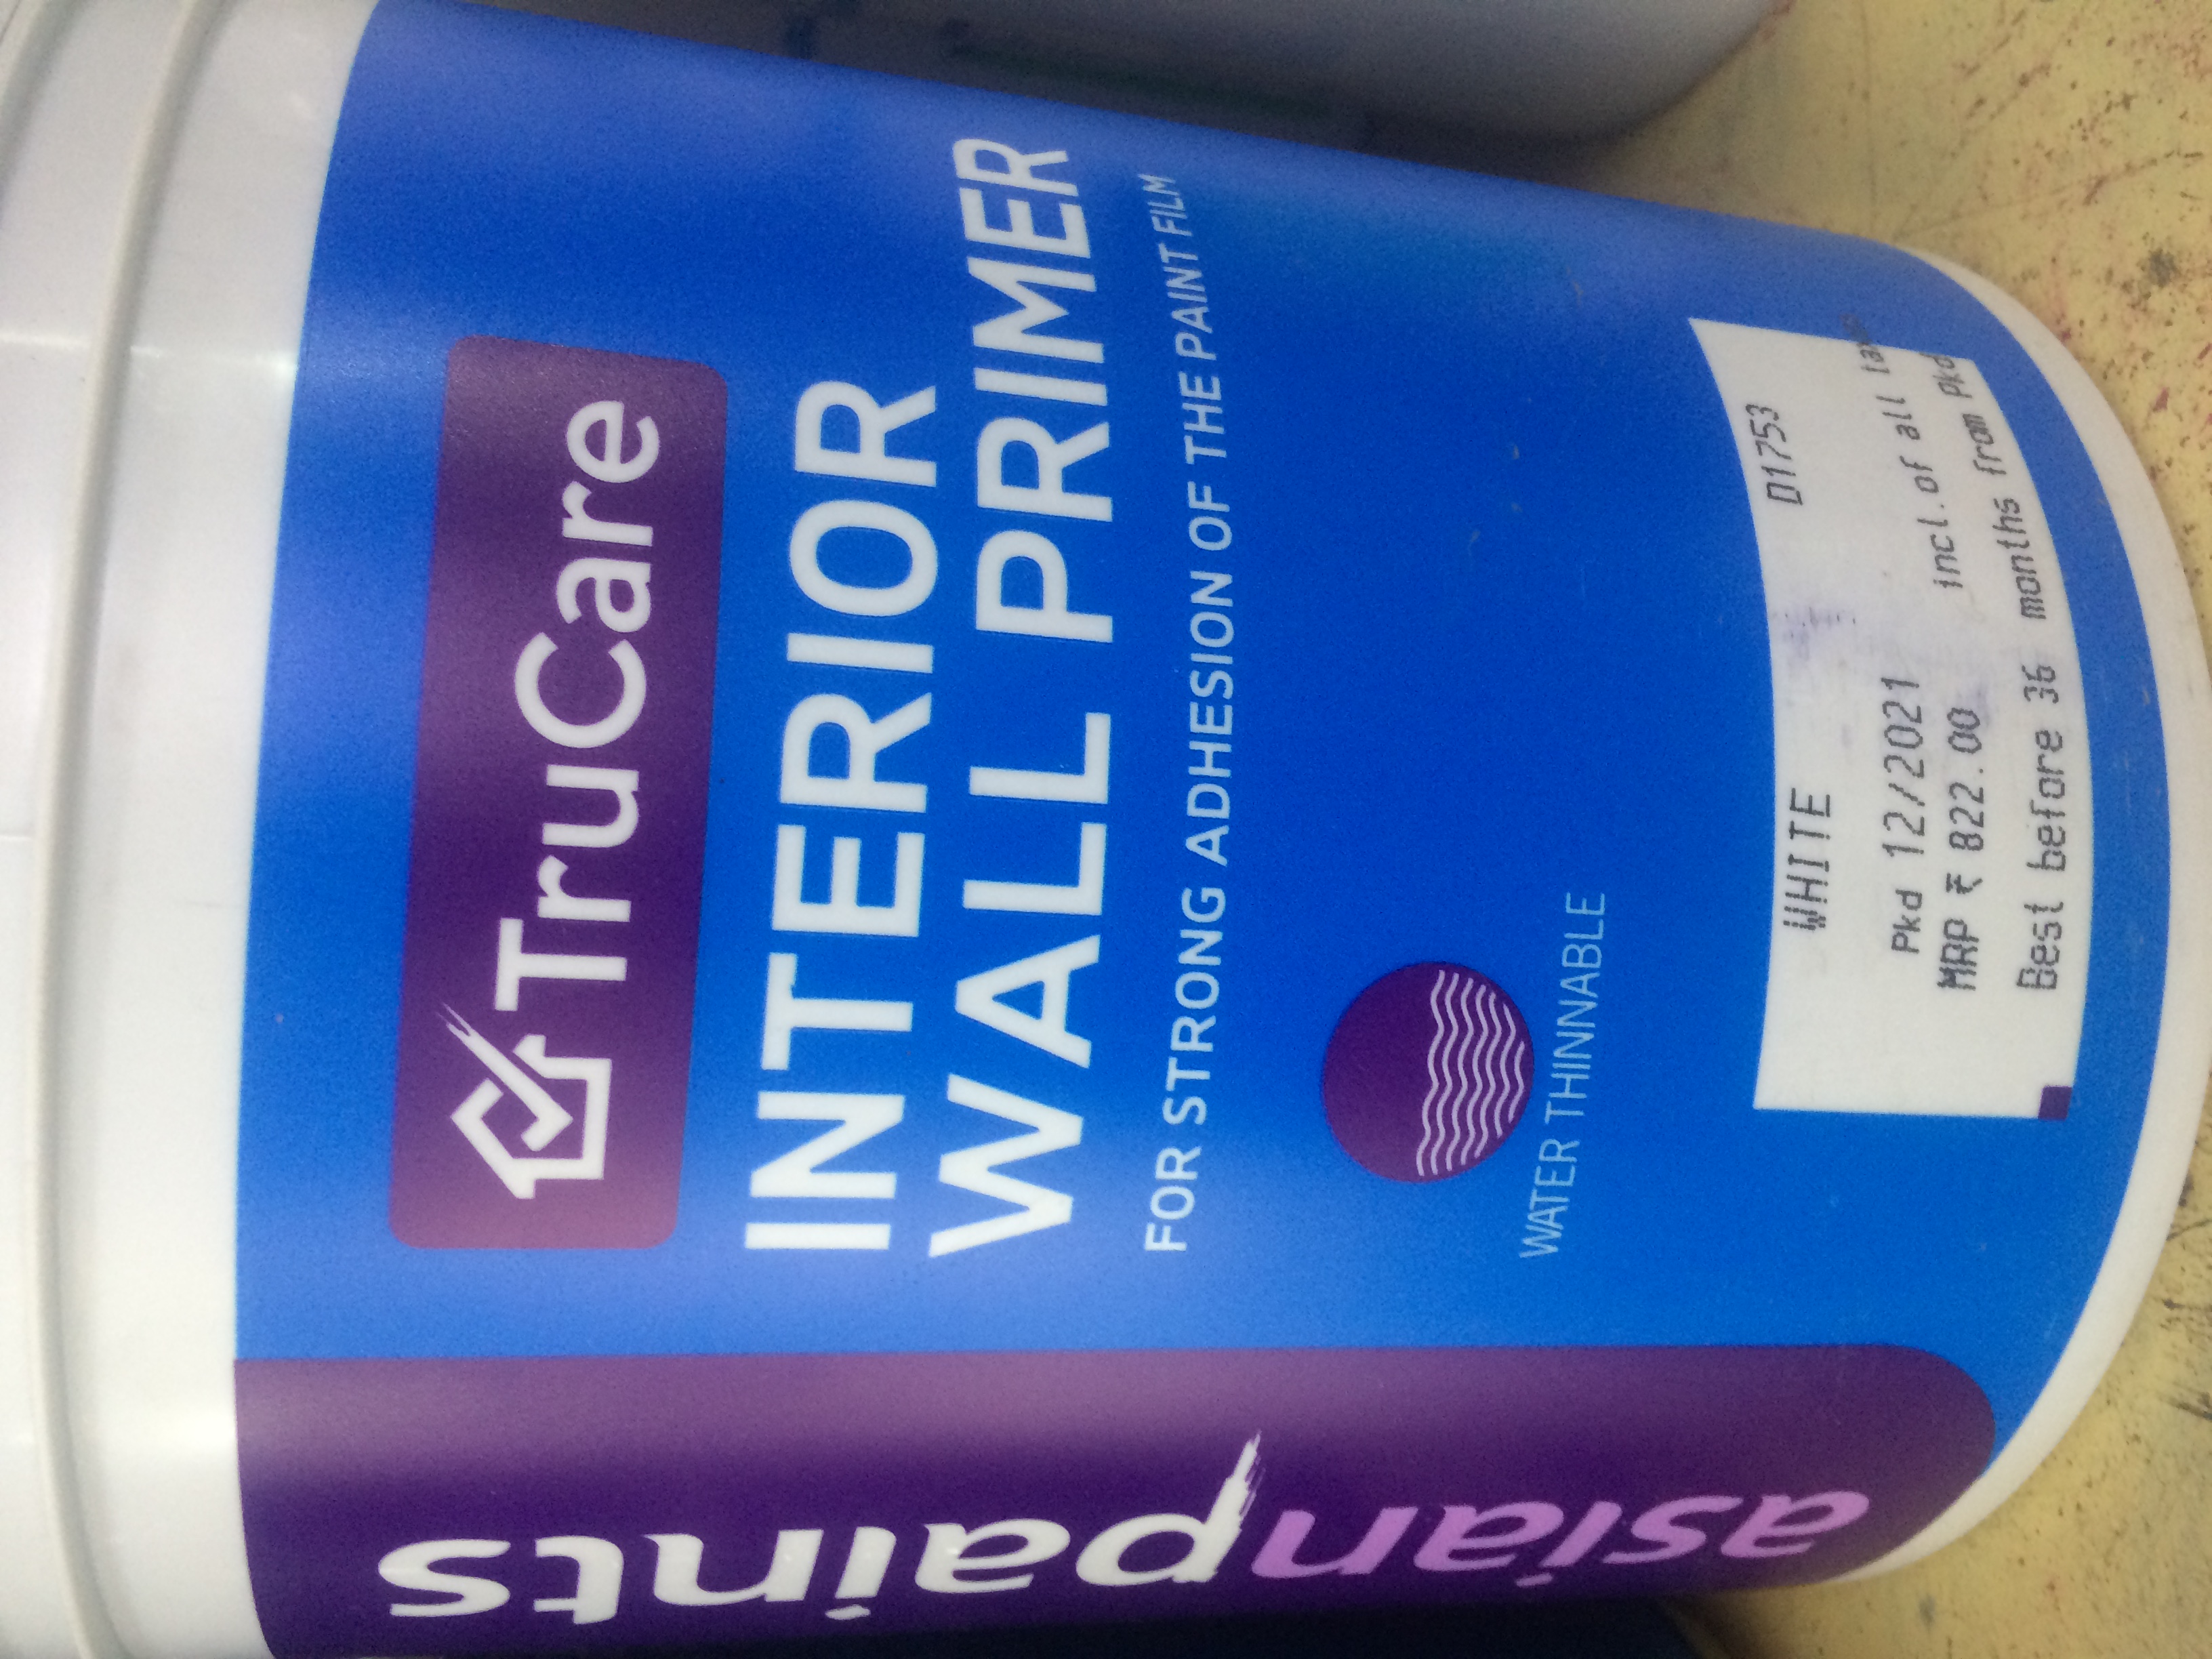 TruCare
INTERIOR
WALL PRIMER
FOR STRONG ADHESION OF THE PAINT FILM
WATER THINNABLE
WHITE D1753
Pkd 12/2021
MRP ₹ 822.00 incl.of all
Best before 36 months from Pkd
asianpaints